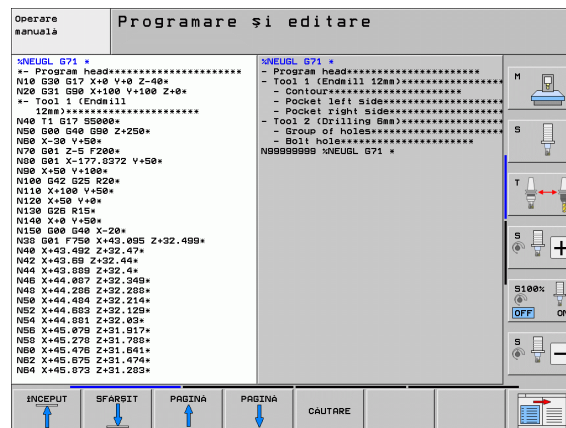 Operare
manuală
Programare și editare
%NEUGL G71 *
*- Program head***********************
N10 G30 G17 X+0 Y+0 Z-40*
N20 G31 G90 X+100 Y+100 Z+0*
*- Tool 1 (Endmill
12mm)***********************
N40 T1 G17 S5000*
N50 G00 G40 G90 Z+250*
N60 X-30 Y+50*
N70 G01 Z-5 F200*
N80 G01 X-177.8372 Y+50*
N90 X+50 Y+100*
N100 G42 G25 R20*
N110 X+100 Y+50*
N120 X+50 Y+0*
N130 G26 R15*
N140 X+0 Y+50*
N150 G00 G40 X-20*
N38 G01 F750 X+43.095 Z+32.499*
N40 X+43.492 Z+32.47*
N42 X+43.69 Z+32.44*
N44 X+43.889 Z+32.4*
N46 X+44.087 Z+32.349*
N48 X+44.286 Z+32.288*
N50 X+44.484 Z+32.214*
N52 X+44.683 Z+32.129*
N54 X+44.881 Z+32.03*
N56 X+45.079 Z+31.917*
N58 X+45.278 Z+31.788*
N60 X+45.476 Z+31.641*
N62 X+45.675 Z+31.474*
N64 X+45.873 Z+31.283*
%NEUGL G71 *
- Program head***********************
- Tool 1 (Endmill 12mm)*****************
- Contour***********************
- Pocket left side*******************
- Pocket right side******************
- Tool 2 (Drilling 6mm)*****************
- Group of holes*********************
- Bolt hole***********************
N99999999 %NEUGL G71 *
M
S
T
S
+
S100%
OFF
ON
S
-
ÎNCEPUT
SFÂRȘIT
PAGINĂ
PAGINĂ
CĂUTARE